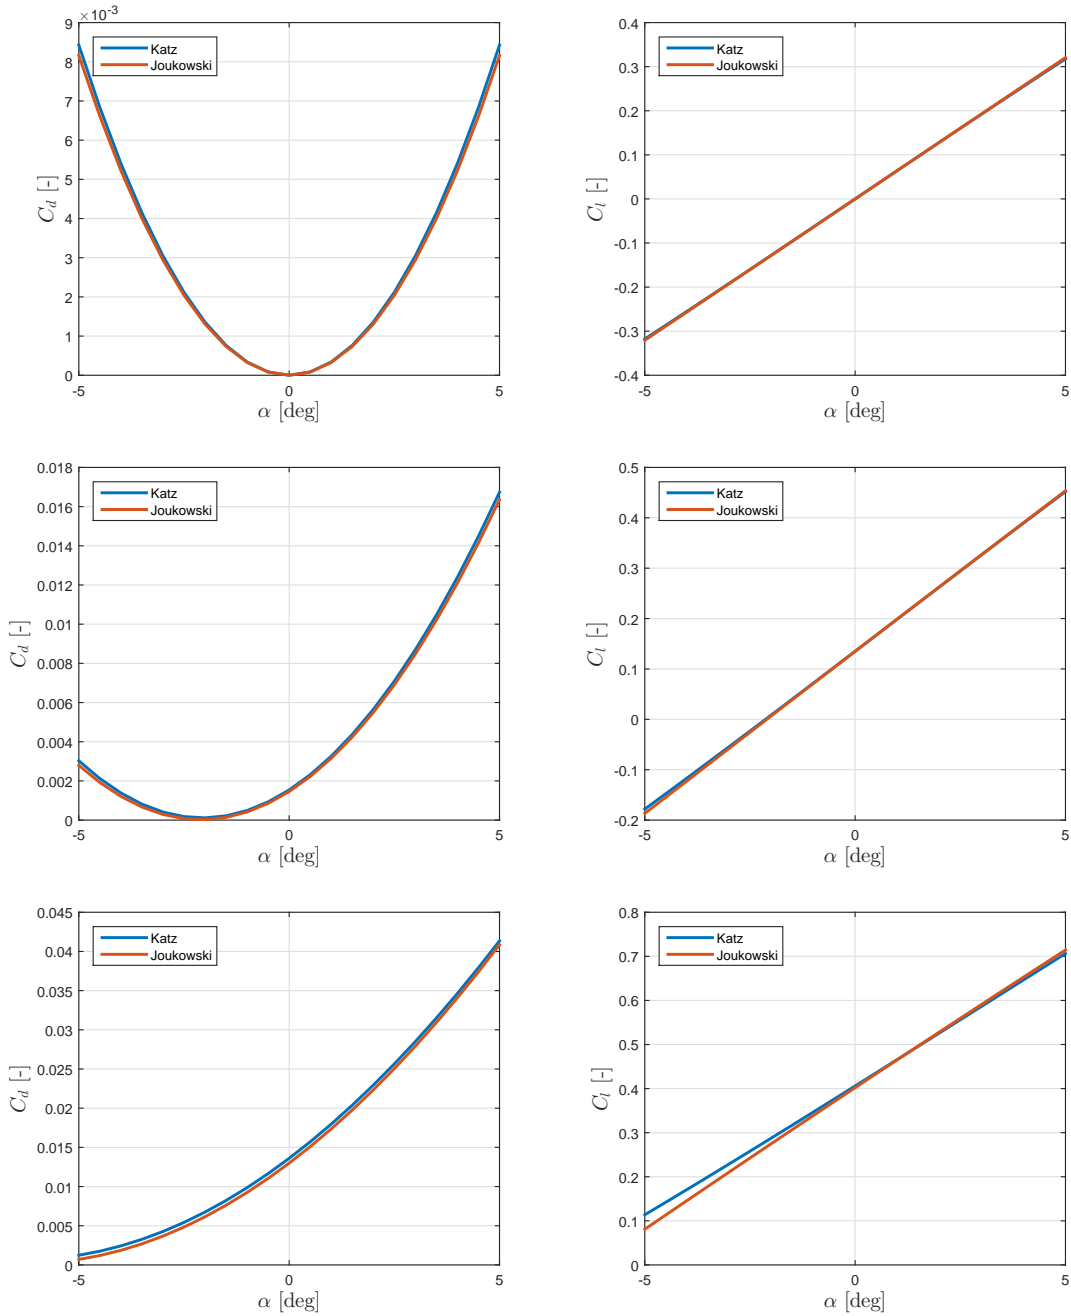 ×10⁻³
9
8
7
6
5
4
3
2
1
0
C_d [-]
Katz
Joukowski
-5 0 5
α [deg]
0.4
0.3
0.2
0.1
0
-0.1
-0.2
-0.3
-0.4
C_l [-]
Katz
Joukowski
-5 0 5
α [deg]
0.018
0.016
0.014
0.012
0.01
0.008
0.006
0.004
0.002
0
C_d [-]
Katz
Joukowski
-5 0 5
α [deg]
0.5
0.4
0.3
0.2
0.1
0
-0.1
-0.2
C_l [-]
Katz
Joukowski
-5 0 5
α [deg]
0.045
0.04
0.035
0.03
0.025
0.02
0.015
0.01
0.005
0
C_d [-]
Katz
Joukowski
-5 0 5
α [deg]
0.8
0.7
0.6
0.5
0.4
0.3
0.2
0.1
0
C_l [-]
Katz
Joukowski
-5 0 5
α [deg]